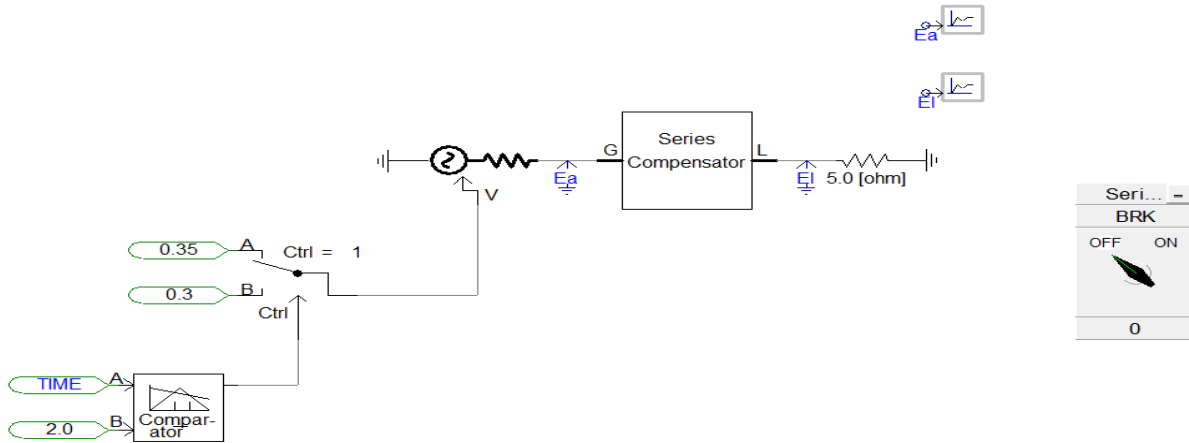 Ea
El
Series
Compensator
G
L
Ea
El
5.0 [ohm]
V
Seri...
BRK
OFF ON
0
0.35
A
Ctrl = 1
0.3
B
Ctrl
TIME
A
2.0
B
Compar-
ator